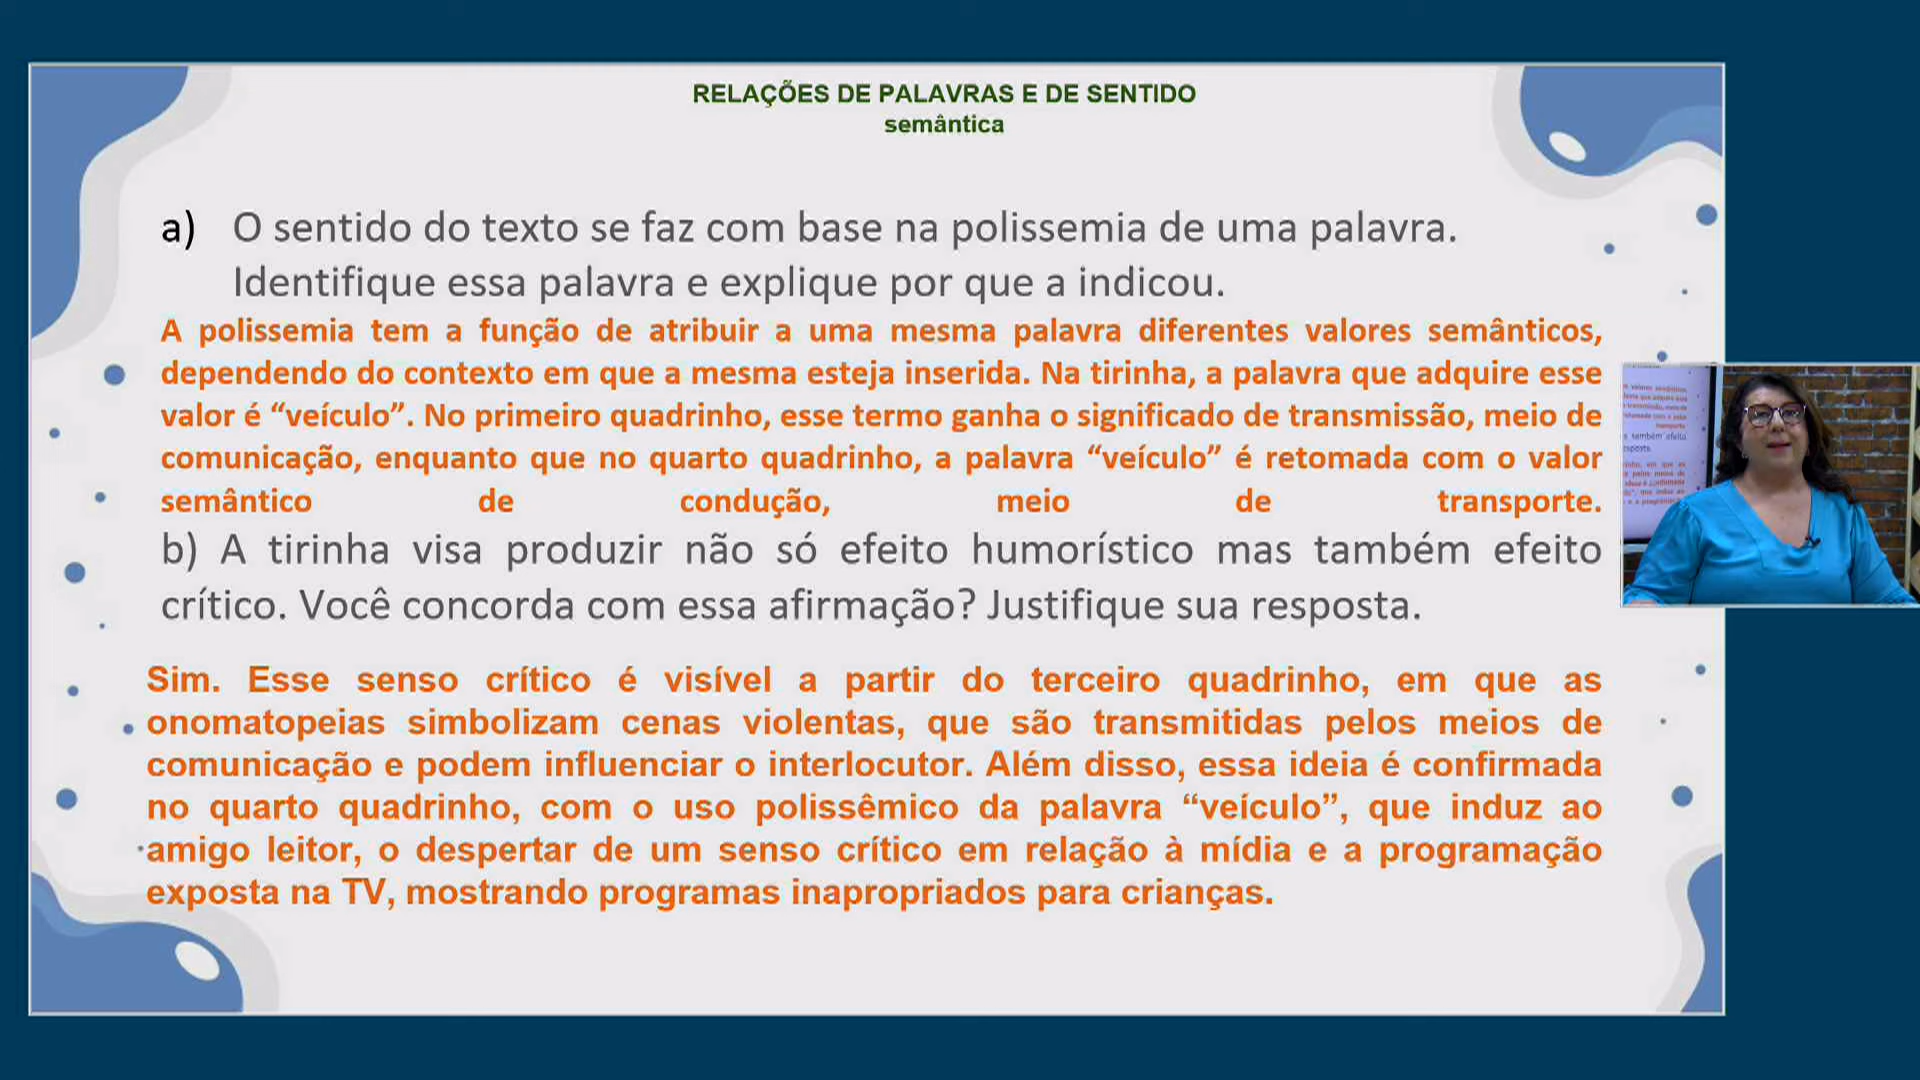 RELAÇÕES DE PALAVRAS E DE SENTIDO
semântica
a) O sentido do texto se faz com base na polissemia de uma palavra.
Identifique essa palavra e explique por que a indicou.
A polissemia tem a função de atribuir a uma mesma palavra diferentes valores semânticos,
dependendo do contexto em que a mesma esteja inserida. Na tirinha, a palavra que adquire esse
valor é “veículo”. No primeiro quadrinho, esse termo ganha o significado de transmissão, meio de
comunicação, enquanto que no quarto quadrinho, a palavra “veículo” é retomada com o valor
semântico de condução, meio de transporte.
b) A tirinha visa produzir não só efeito humorístico mas também efeito
crítico. Você concorda com essa afirmação? Justifique sua resposta.
Sim. Esse senso crítico é visível a partir do terceiro quadrinho, em que as
onomatopeias simbolizam cenas violentas, que são transmitidas pelos meios de
comunicação e podem influenciar o interlocutor. Além disso, essa ideia é confirmada
no quarto quadrinho, com o uso polissêmico da palavra “veículo”, que induz ao
amigo leitor, o despertar de um senso crítico em relação à mídia e a programação
exposta na TV, mostrando programas inapropriados para crianças.